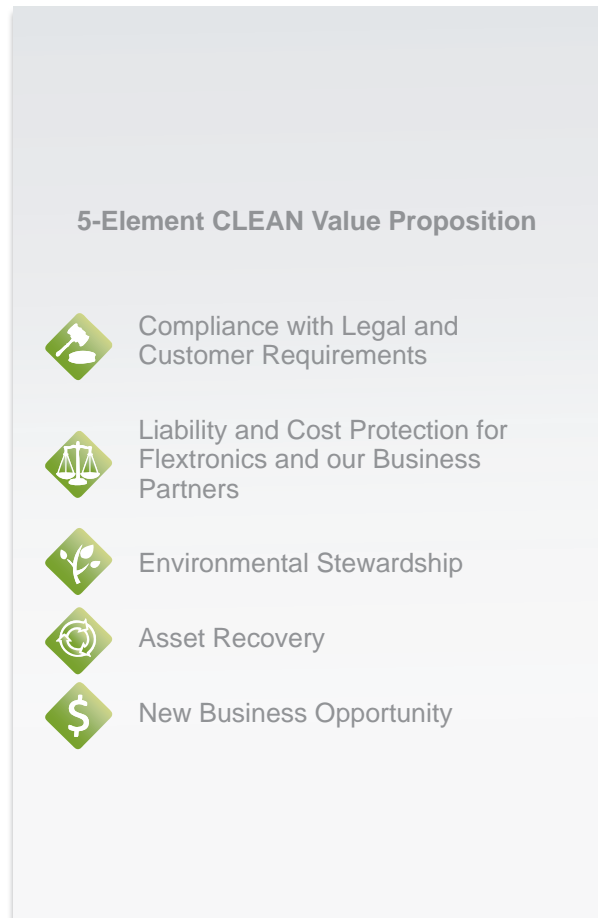 5-Element CLEAN Value Proposition
Compliance with Legal and
Customer Requirements
Liability and Cost Protection for
Flextronics and our Business
Partners
Environmental Stewardship
Asset Recovery
$
New Business Opportunity